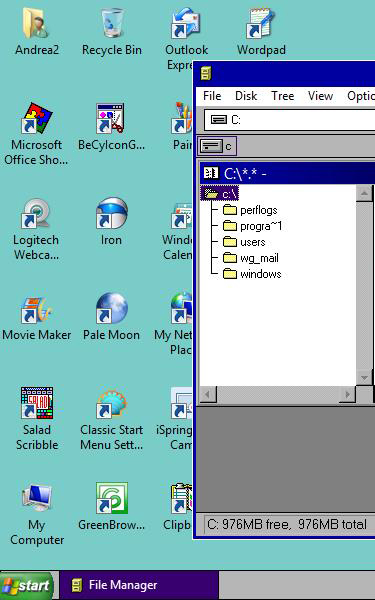 Andrea2
Recycle Bin
Outlook
Expre
Wordpad
Microsoft
Office Sho...
BeCyIconG...
Pain
Logitech
Webca...
Iron
Windo
Calen
Movie Maker
Pale Moon
My Net
Plac
Salad
Scribble
Classic Start
Menu Sett...
iSpring
Cam
My
Computer
GreenBrow...
Clipb
File Disk Tree View Optio
C:
c
C:\*.* -
c:\
perflogs
progra~1
users
wg_mail
windows
C: 976MB free, 976MB total
start
File Manager